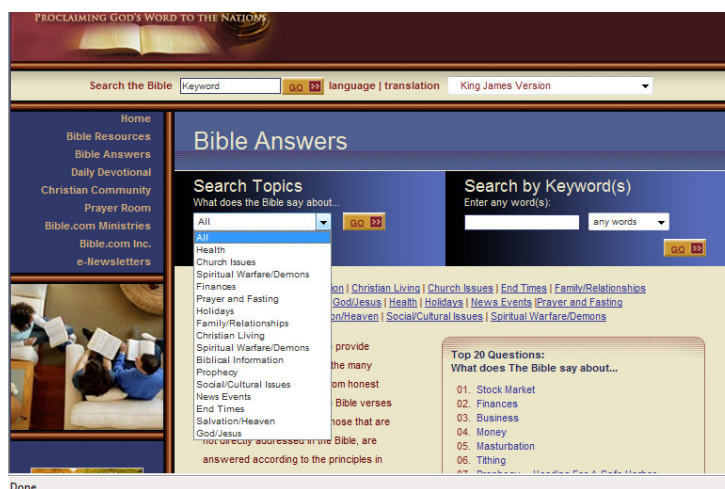 PROCLAIMING GOD'S WORD TO THE NATIONS
Search the Bible Keyword GO language | translation King James Version
Home
Bible Resources
Bible Answers
Daily Devotional
Christian Community
Prayer Room
Bible.com Ministries
Bible.com Inc.
e-Newsletters
Bible Answers
Search Topics
What does the Bible say about...
All GO
All
Health
Church Issues
Spiritual Warfare/Demons
Finances
Prayer and Fasting
Holidays
Family/Relationships
Christian Living
Spiritual Warfare/Demons
Biblical Information
Prophecy
Social/Cultural Issues
News Events
End Times
Salvation/Heaven
God/Jesus
Search by Keyword(s)
Enter any word(s):
any words
GO
ion | Christian Living | Church Issues | End Times | Family/Relationships
God/Jesus | Health | Holidays | News Events |Prayer and Fasting
on/Heaven | Social/Cultural Issues | Spiritual Warfare/Demons
provide
the many
om honest
Bible verses
hose that are
not directly addressed in the Bible, are
answered according to the principles in
Top 20 Questions:
What does The Bible say about...
01. Stock Market
02. Finances
03. Business
04. Money
05. Masturbation
06. Tithing
07. Prophecy - Heading For A Safe Harbor
Done